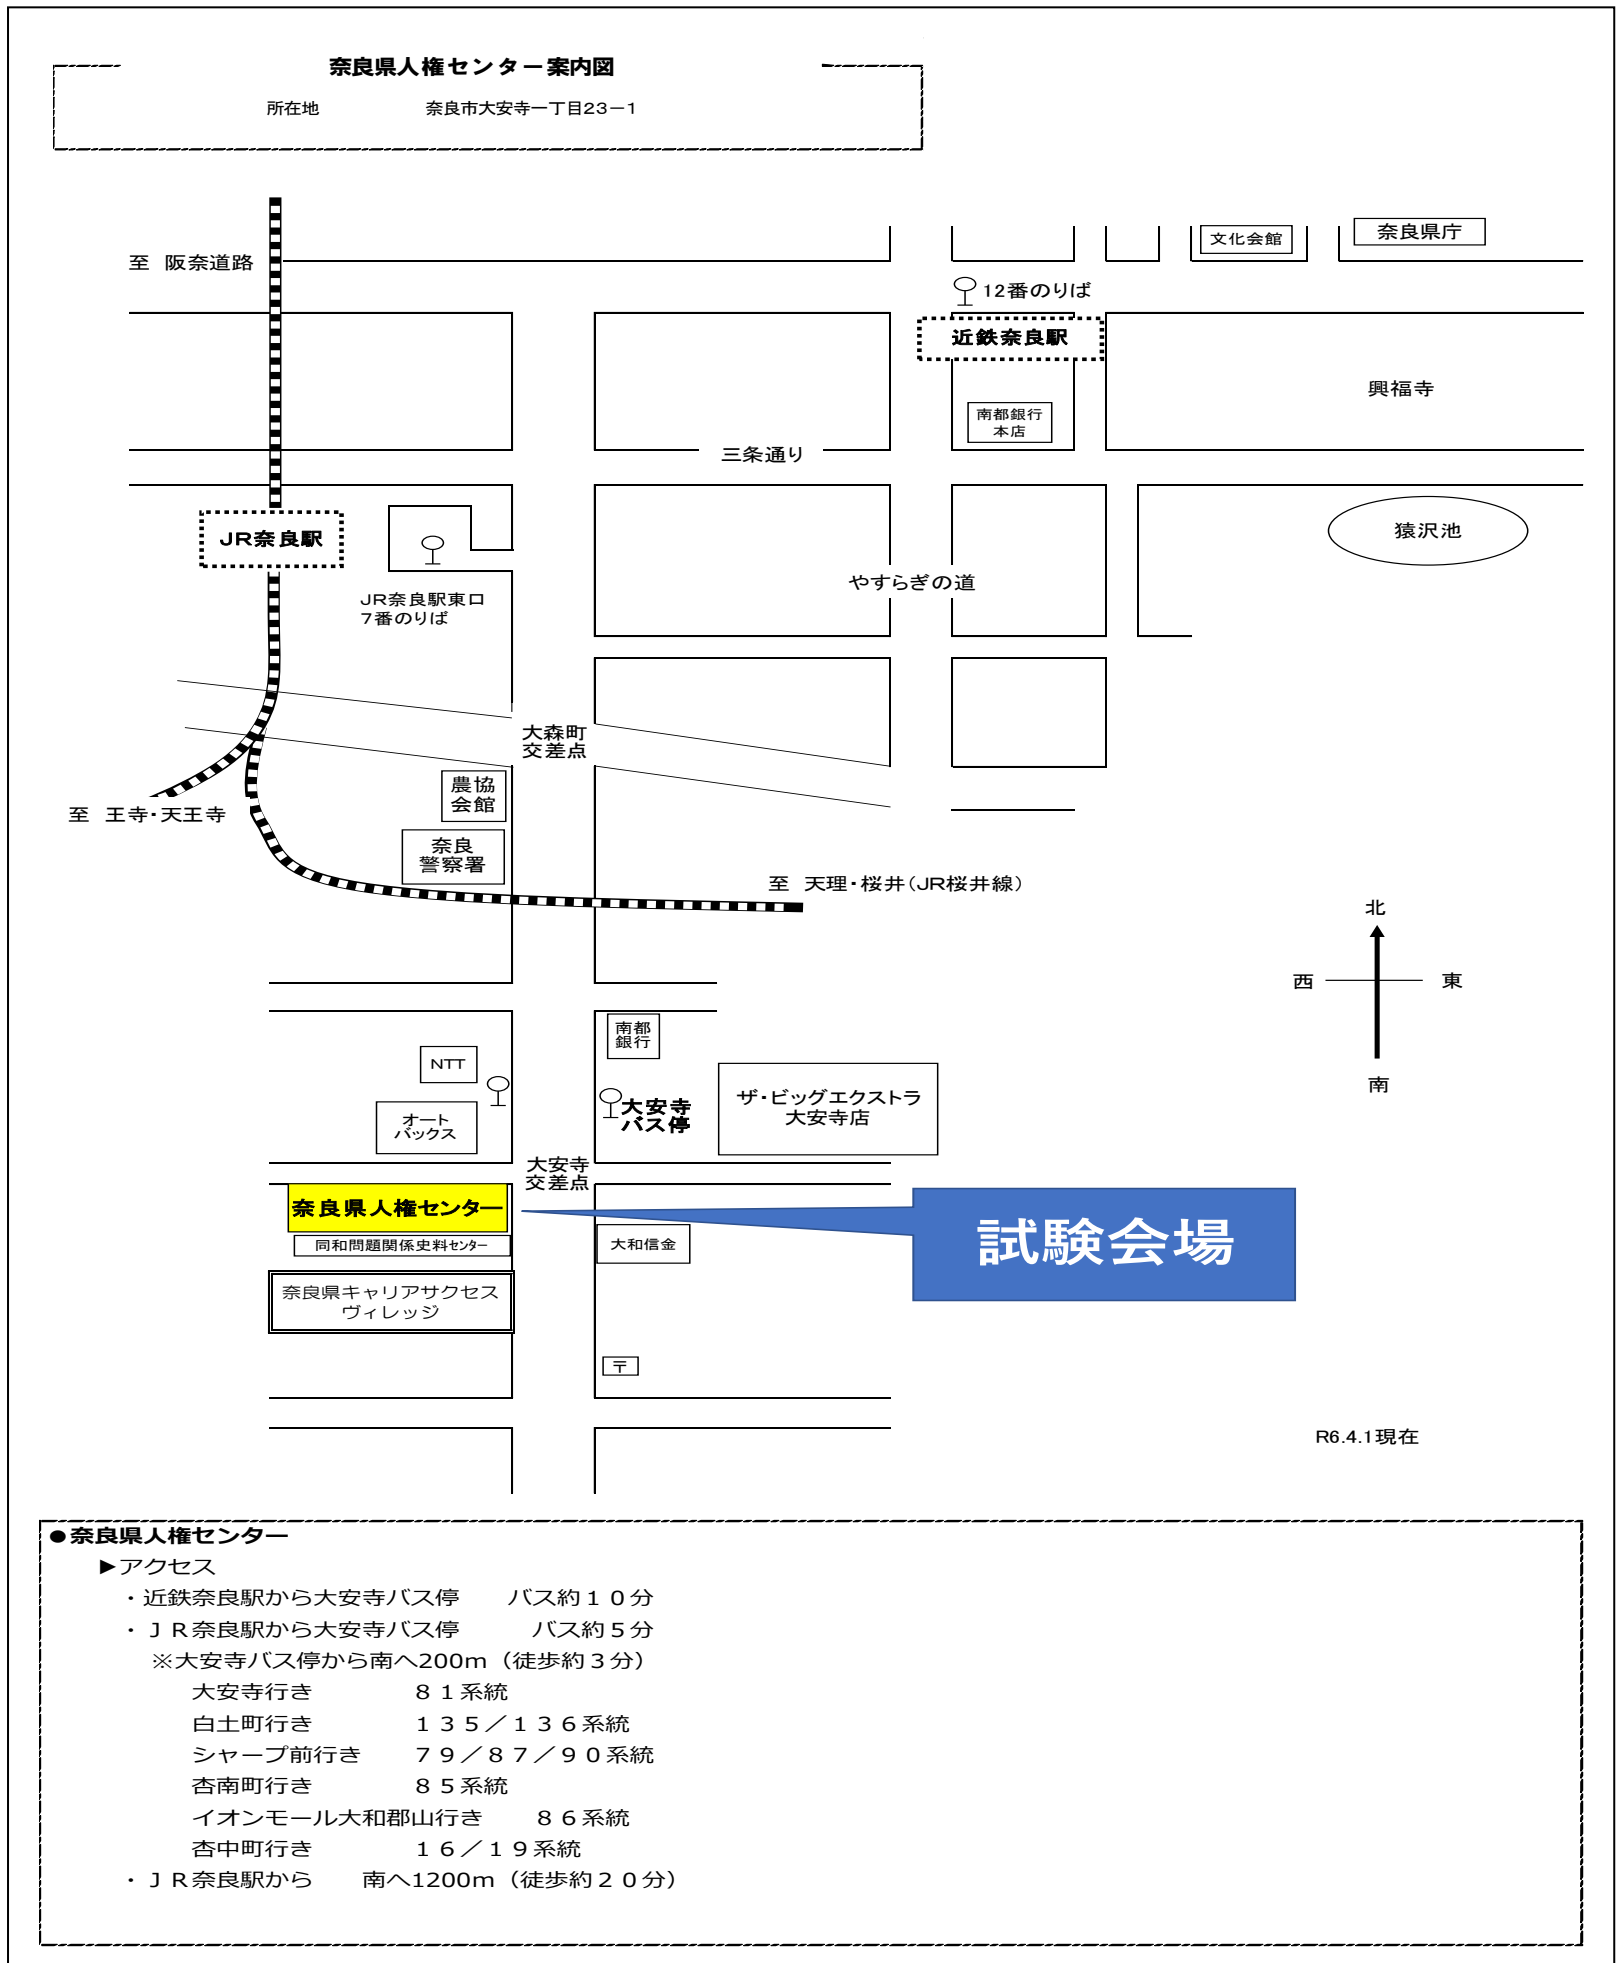 奈良県人権センター案内図
所在地　奈良市大安寺一丁目23－1
文化会館
奈良県庁
至　阪奈道路
12番のりば
近鉄奈良駅
興福寺
南都銀行
本店
三条通り
JR奈良駅
猿沢池
やすらぎの道
JR奈良駅東口
7番のりば
大森町
交差点
農協
会館
至　王寺・天王寺
奈良
警察署
至　天理・桜井（JR桜井線）
北
西
東
南
南都
銀行
NTT
オート
バックス
大安寺
バス停
ザ・ビッグエクストラ
大安寺店
大安寺
交差点
奈良県人権センター
試験会場
同和問題関係史料センター
大和信金
奈良県キャリアサクセス
ヴィレッジ
〒
R6.4.1現在
●奈良県人権センター
▶アクセス
・近鉄奈良駅から大安寺バス停　　バス約１０分
・ＪＲ奈良駅から大安寺バス停　　　バス約５分
※大安寺バス停から南へ200m（徒歩約３分）
大安寺行き　　　　８１系統
白土町行き　　　　１３５／１３６系統
シャープ前行き　　７９／８７／９０系統
杏南町行き　　　　８５系統
イオンモール大和郡山行き　　８６系統
杏中町行き　　　　１６／１９系統
・ＪＲ奈良駅から　　南へ1200m（徒歩約２０分）